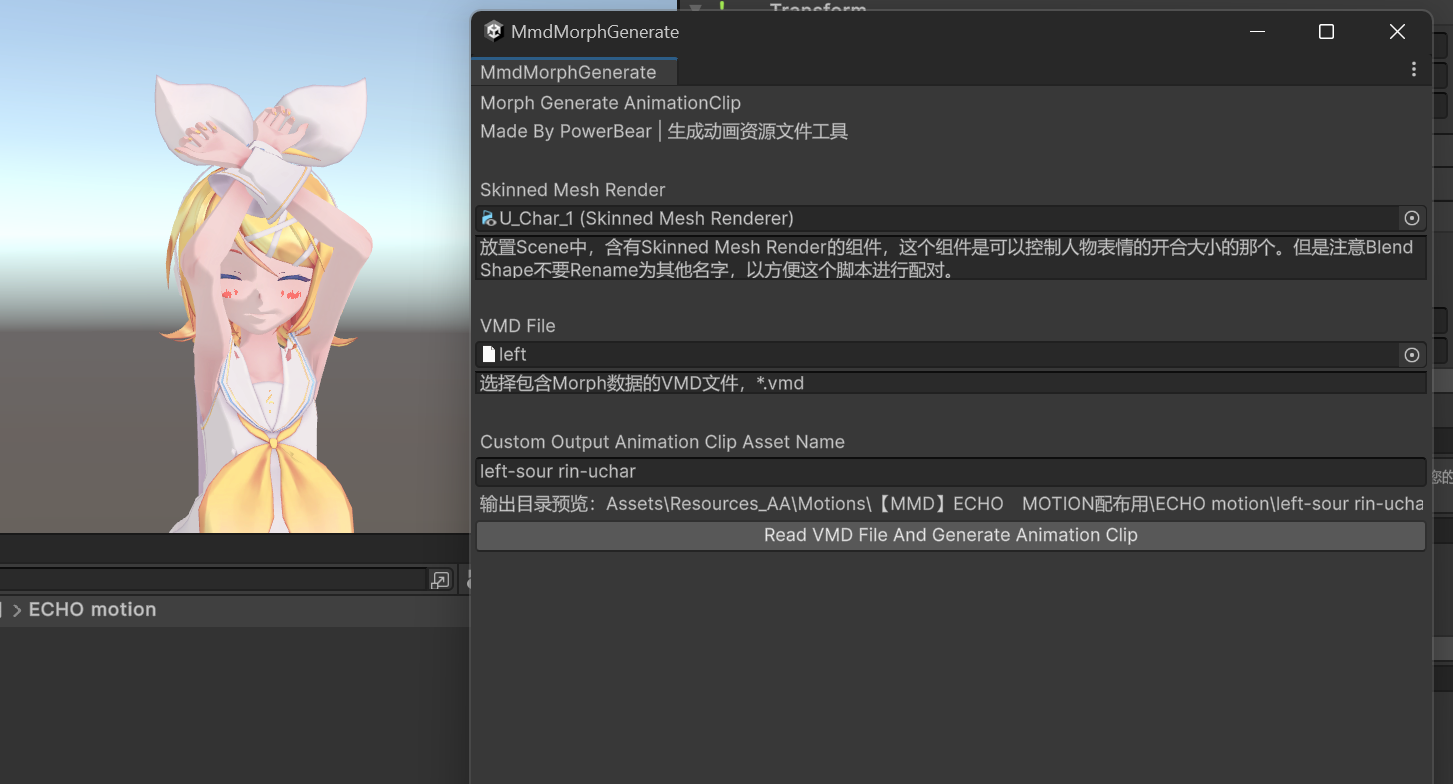 Transform
MmdMorphGenerate
MmdMorphGenerate
Morph Generate AnimationClip
Made By PowerBear | 生成动画资源文件工具
Skinned Mesh Render
U_Char_1 (Skinned Mesh Renderer)
放置Scene中，含有Skinned Mesh Render的组件，这个组件是可以控制人物表情的开合大小的那个。但是注意Blend
Shape不要Rename为其他名字，以方便这个脚本进行配对。
VMD File
left
选择包含Morph数据的VMD文件，*.vmd
Custom Output Animation Clip Asset Name
left-sour rin-uchar
输出目录预览：Assets\Resources_AA\Motions\【MMD】ECHO　MOTION配布用\ECHO motion\left-sour rin-ucha
Read VMD File And Generate Animation Clip
ECHO motion